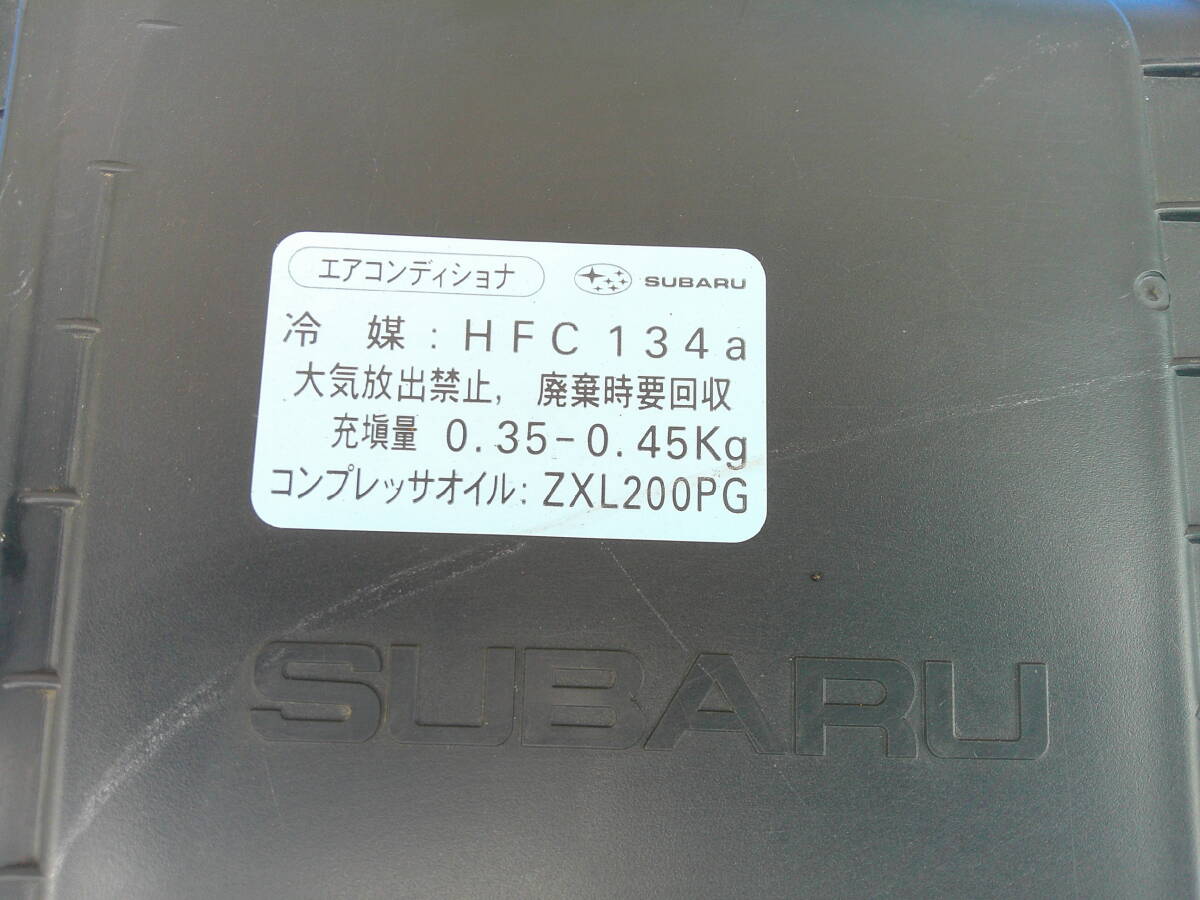 エアコンディショナ SUBARU
冷 媒 : HFC 134a
大気放出禁止, 廃棄時要回収
充塡量 0.35-0.45Kg
コンプレッサオイル: ZXL200PG
SUBARU